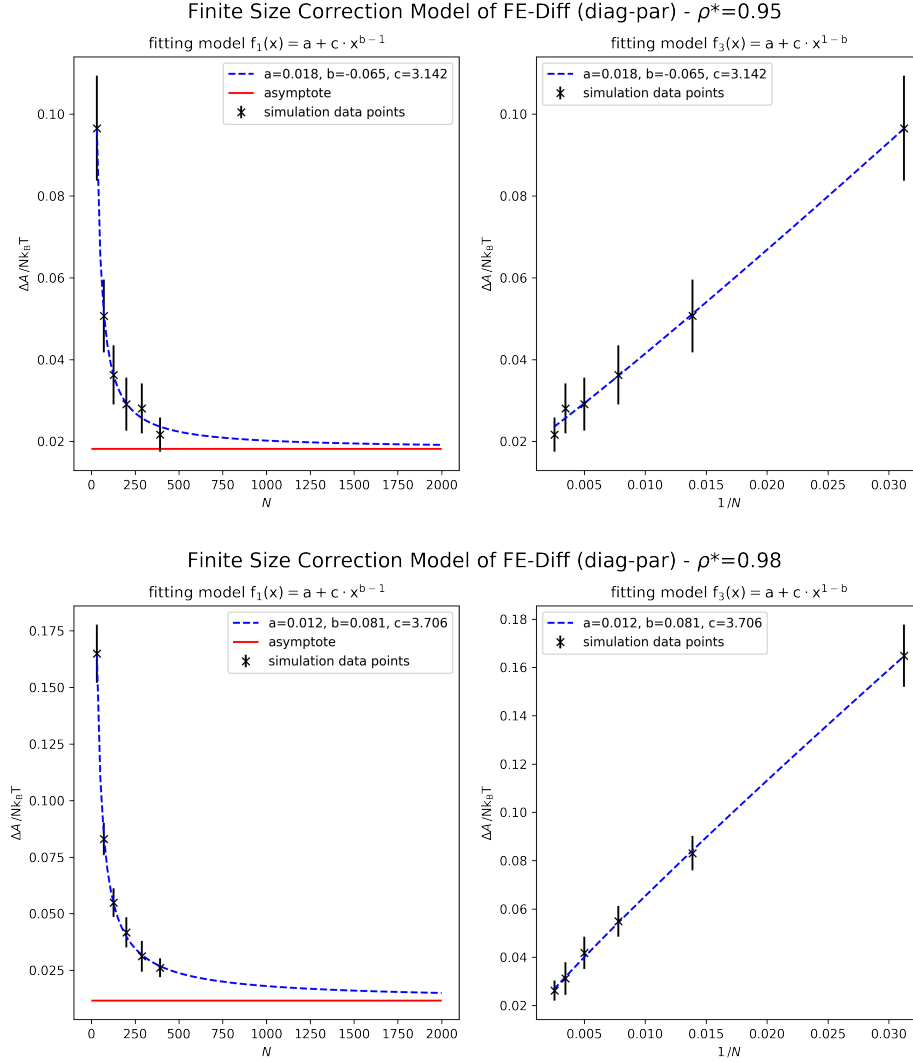 Finite Size Correction Model of FE-Diff (diag-par) - ρ*=0.95
fitting model f₁(x) = a + c · x^{b−1}
fitting model f₃(x) = a + c · x^{1−b}
a=0.018, b=-0.065, c=3.142
asymptote
simulation data points
a=0.018, b=-0.065, c=3.142
simulation data points
ΔA/Nk_BT
0.10
0.08
0.06
0.04
0.02
0
250
500
750
1000
1250
1500
1750
2000
N
ΔA/Nk_BT
0.10
0.08
0.06
0.04
0.02
0.005
0.010
0.015
0.020
0.025
0.030
1/N
Finite Size Correction Model of FE-Diff (diag-par) - ρ*=0.98
fitting model f₁(x) = a + c · x^{b−1}
fitting model f₃(x) = a + c · x^{1−b}
a=0.012, b=0.081, c=3.706
asymptote
simulation data points
a=0.012, b=0.081, c=3.706
simulation data points
ΔA/Nk_BT
0.175
0.150
0.125
0.100
0.075
0.050
0.025
0
250
500
750
1000
1250
1500
1750
2000
N
ΔA/Nk_BT
0.18
0.16
0.14
0.12
0.10
0.08
0.06
0.04
0.02
0.005
0.010
0.015
0.020
0.025
0.030
1/N